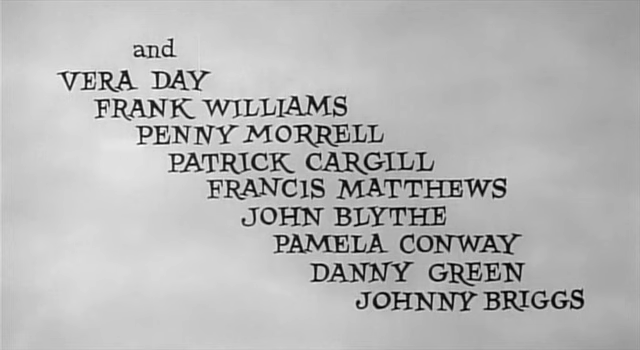 and
VERA DAY
FRANK WILLIAMS
PENNY MORRELL
PATRICK CARGILL
FRANCIS MATTHEWS
JOHN BLYTHE
PAMELA CONWAY
DANNY GREEN
JOHNNY BRIGGS